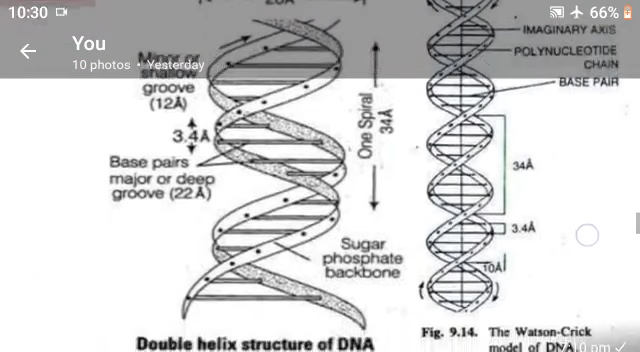 10:30
66%
You
10 photos • Yesterday
20Å
Minor or
shallow
groove
(12Å)
3.4Å
Base pairs
major or deep
groove (22Å)
One Spiral
34Å
Sugar
phosphate
backbone
Double helix structure of DNA
IMAGINARY AXIS
POLYNUCLEOTIDE
CHAIN
BASE PAIR
34Å
3.4Å
10Å
Fig. 9.14. The Watson-Crick
model of DNA